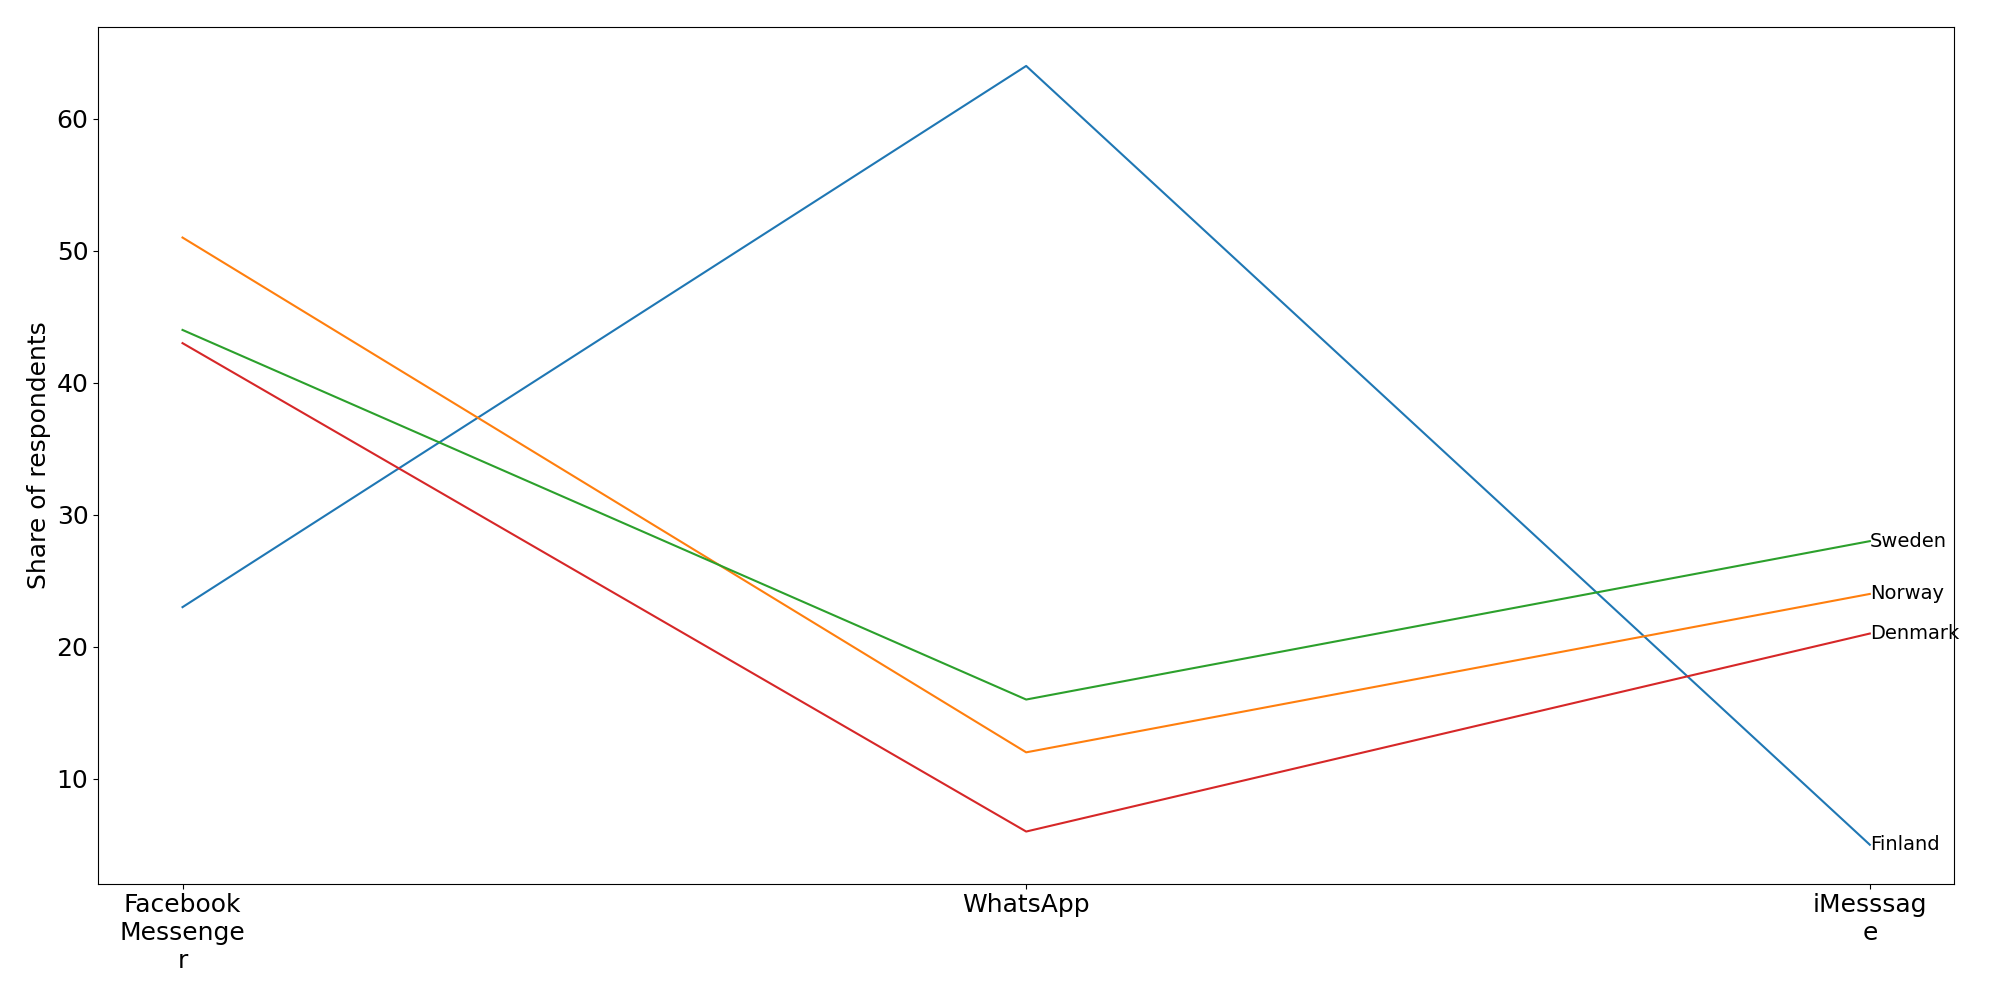 Share of respondents
60
50
40
30
20
10
Sweden
Norway
Denmark
Finland
Facebook
Messenge
r
WhatsApp
iMesssag
e